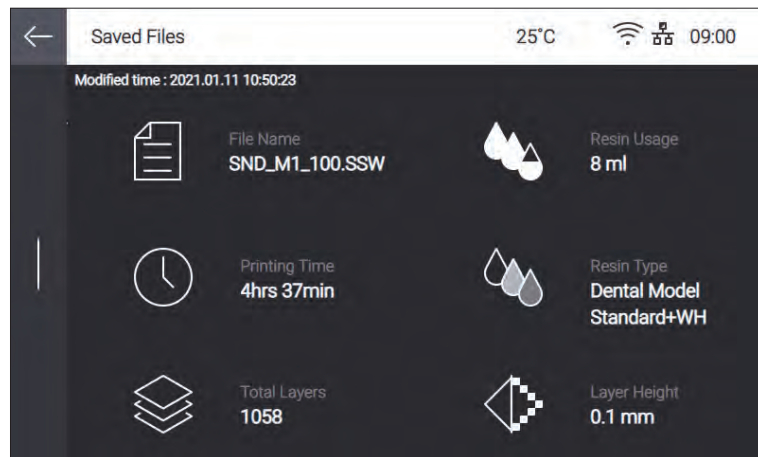 Saved Files
25°C
09:00
Modified time : 2021.01.11 10:50:23
File Name
SND_M1_100.SSW
Resin Usage
8 ml
Printing Time
4hrs 37min
Resin Type
Dental Model
Standard+WH
Total Layers
1058
Layer Height
0.1 mm